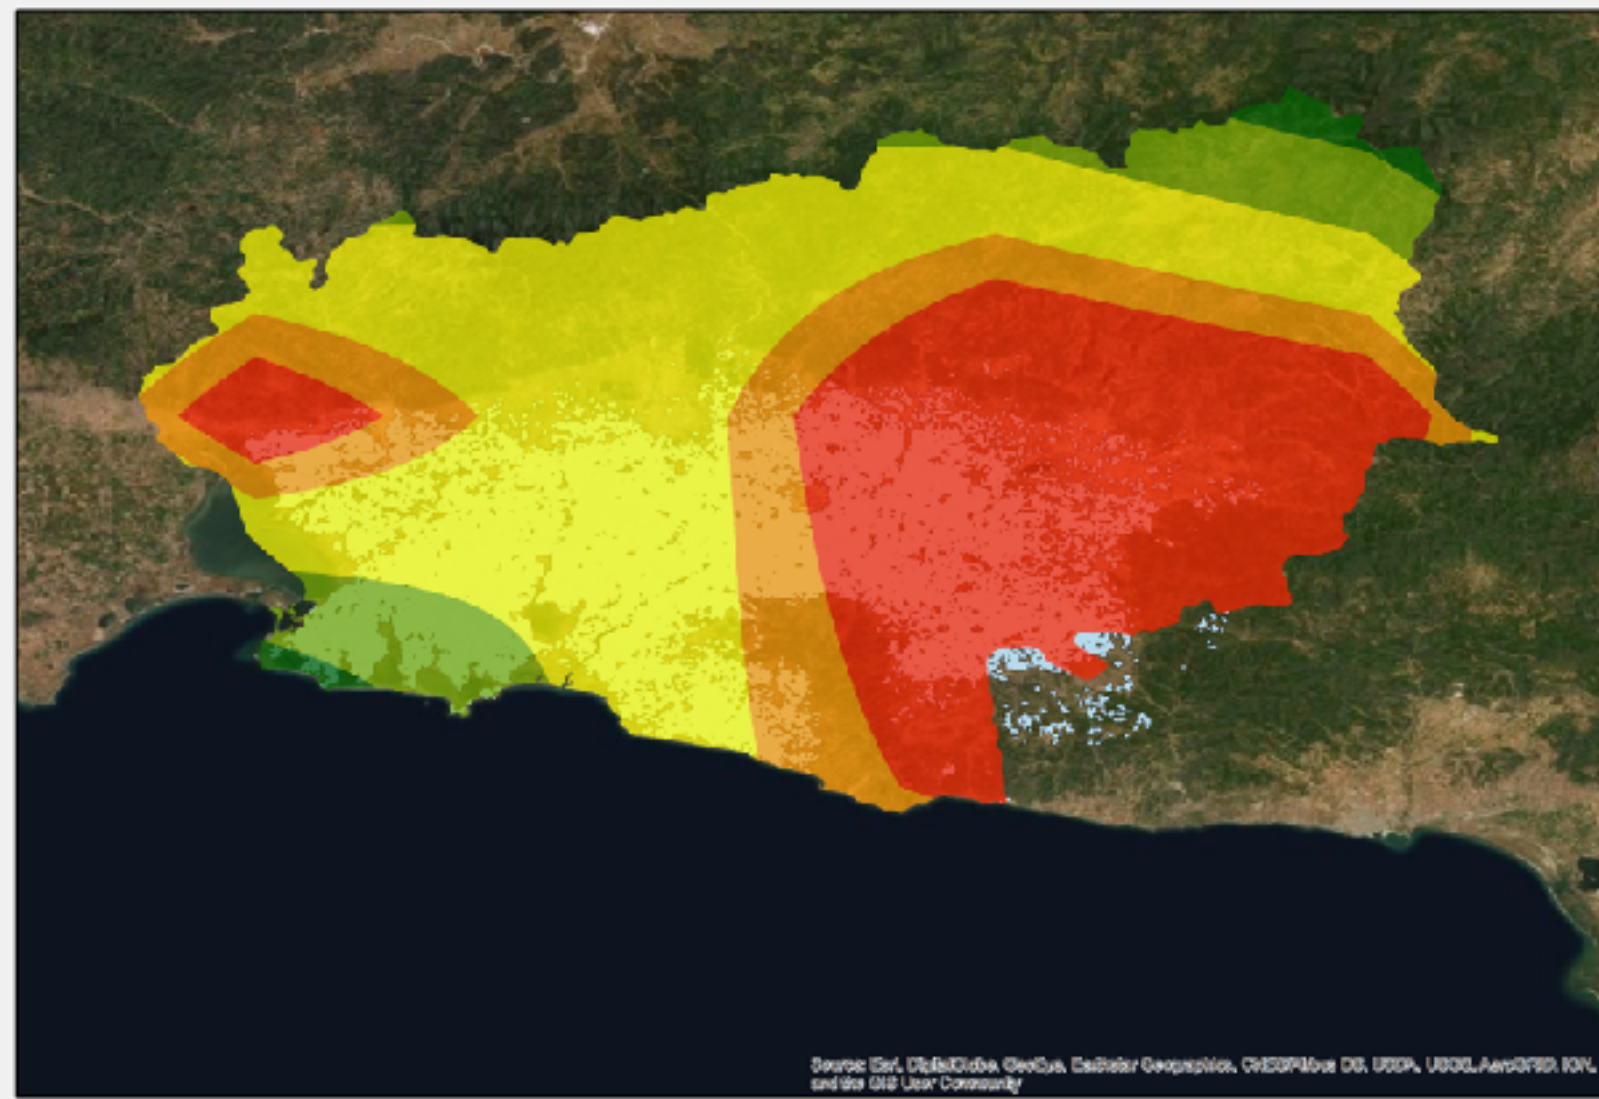 Source: Esri, DigitalGlobe, GeoEye, Earthstar Geographics, CNES/Airbus DS, USDA, USGS, AeroGRID, IGN,
and the GIS User Community